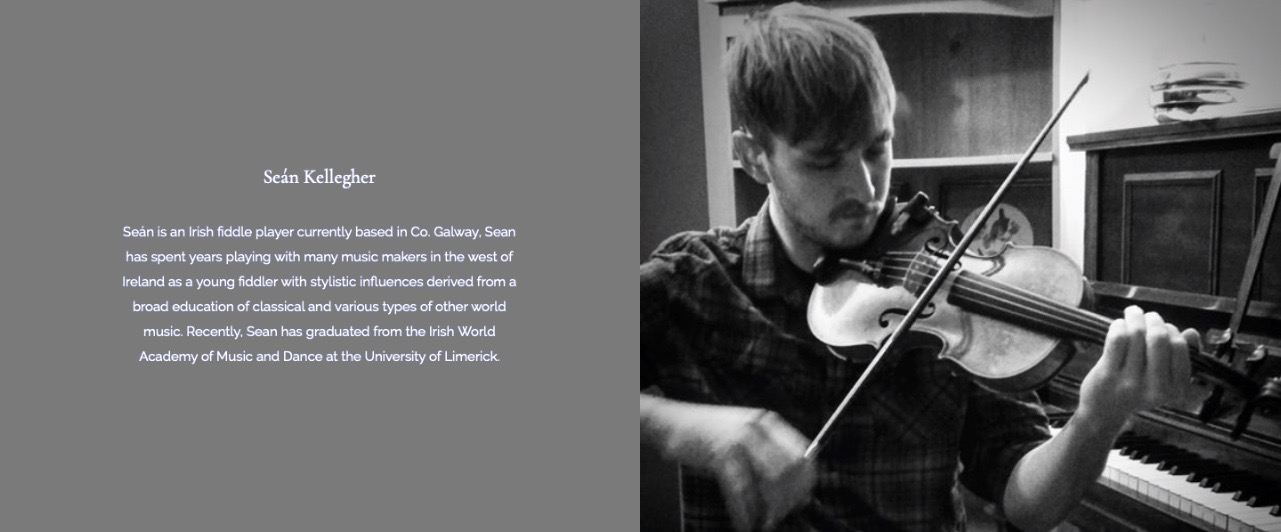 Seán Kellegher
Seán is an Irish fiddle player currently based in Co. Galway, Sean
has spent years playing with many music makers in the west of
Ireland as a young fiddler with stylistic influences derived from a
broad education of classical and various types of other world
music. Recently, Sean has graduated from the Irish World
Academy of Music and Dance at the University of Limerick.